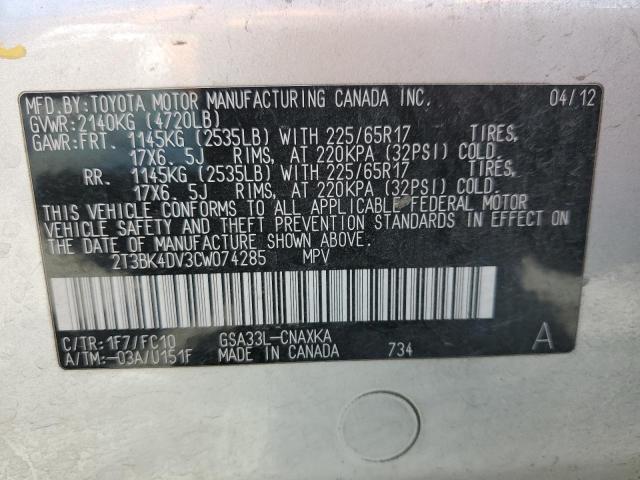 MFD.BY:TOYOTA MOTOR MANUFACTURING CANADA INC. 04/12
GVWR:2140KG (4720LB)
GAWR:FRT. 1145KG (2535LB) WITH 225/65R17 TIRES,
17X6. 5J RIMS, AT 220KPA (32PSI) COLD.
RR. 1145KG (2535LB) WITH 225/65R17 TIRES,
17X6. 5J RIMS, AT 220KPA (32PSI) COLD.
THIS VEHICLE CONFORMS TO ALL APPLICABLE FEDERAL MOTOR
VEHICLE SAFETY AND THEFT PREVENTION STANDARDS IN EFFECT ON
THE DATE OF MANUFACTURE SHOWN ABOVE.
2T3BK4DV3CW074285 MPV
C/TR:1F7/FC10 GSA33L-CNAXKA A
A/TM:-03A/U151F MADE IN CANADA 734